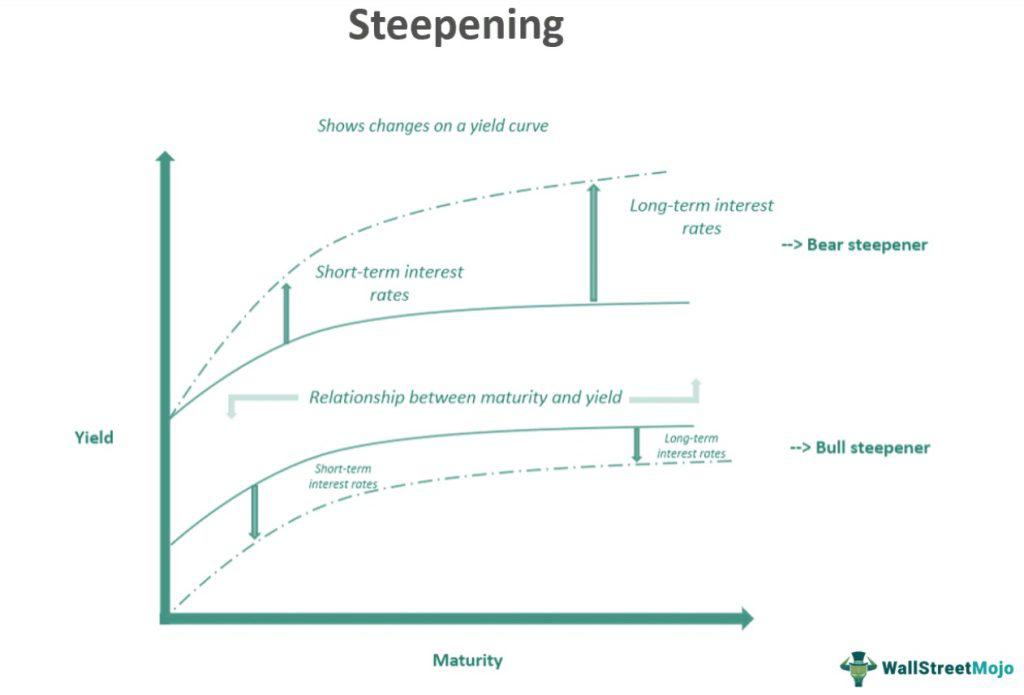 Steepening
Shows changes on a yield curve
Long-term interest
rates
--> Bear steepener
Short-term interest
rates
Relationship between maturity and yield
Yield
Long-term
interest rates
--> Bull steepener
Short-term
interest rates
Maturity
WallStreetMojo